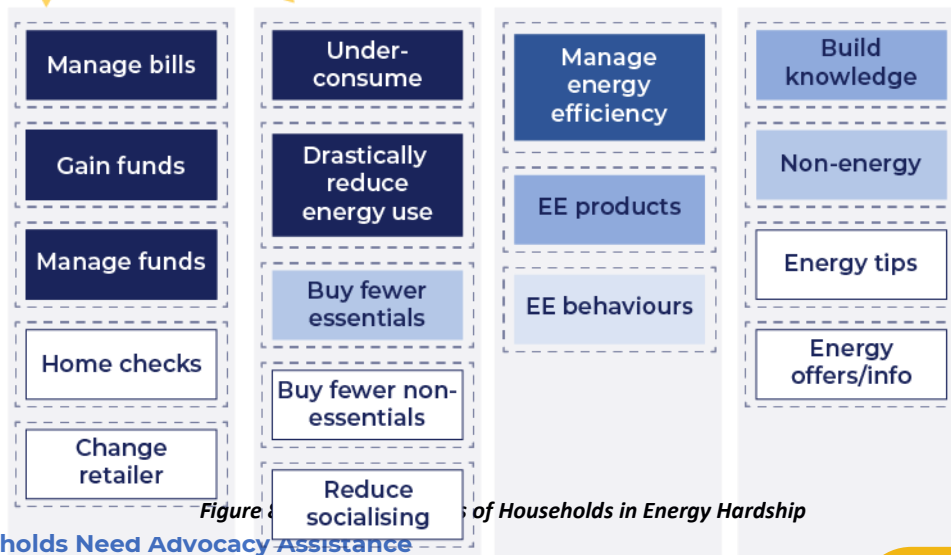 Manage bills
Gain funds
Manage funds
Home checks
Change
retailer
Under-
consume
Drastically
reduce
energy use
Buy fewer
essentials
Buy fewer non-
essentials
Reduce
socialising
Manage
energy
efficiency
EE products
EE behaviours
Build
knowledge
Non-energy
Energy tips
Energy
offers/info
Figure s of Households in Energy Hardship
holds Need Advocacy Assistance